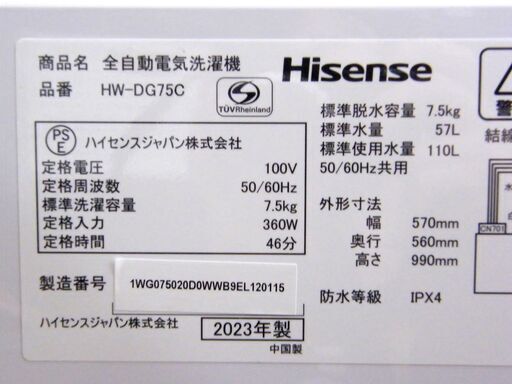 商品名 全自動電気洗濯機
品番 HW-DG75C
TÜVRheinland
Hisense
PS
E
ハイセンスジャパン株式会社
定格電圧 100V
定格周波数 50/60Hz
標準洗濯容量 7.5kg
定格入力 360W
定格時間 46分
製造番号 1WG075020D0WWB9EL120115
ハイセンスジャパン株式会社 2023年製
中国製
標準脱水容量 7.5kg
標準水量 57L
標準使用水量 110L
50/60Hz共用
外形寸法
幅 570mm
奥行 560mm
高さ 990mm
防水等級 IPX4
警
結線
水
白
CN701